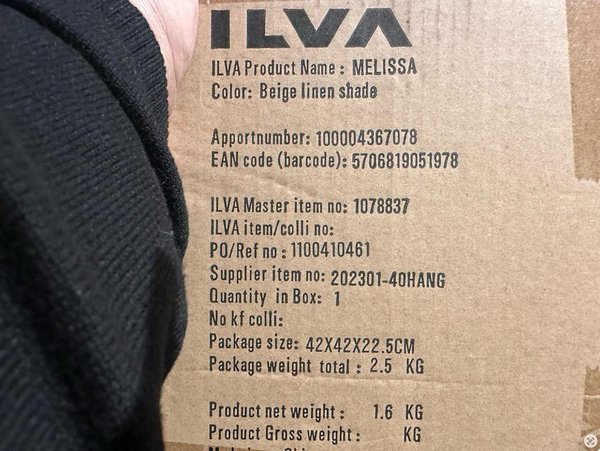 ILVA
ILVA Product Name : MELISSA
Color: Beige linen shade
Apportnumber: 100004367078
EAN code (barcode): 5706819051978
ILVA Master item no: 1078837
ILVA item/colli no:
PO/Ref no : 1100410461
Supplier item no: 202301-40HANG
Quantity in Box: 1
No kf colli:
Package size: 42X42X22.5CM
Package weight total : 2.5 KG
Product net weight : 1.6 KG
Product Gross weight : KG